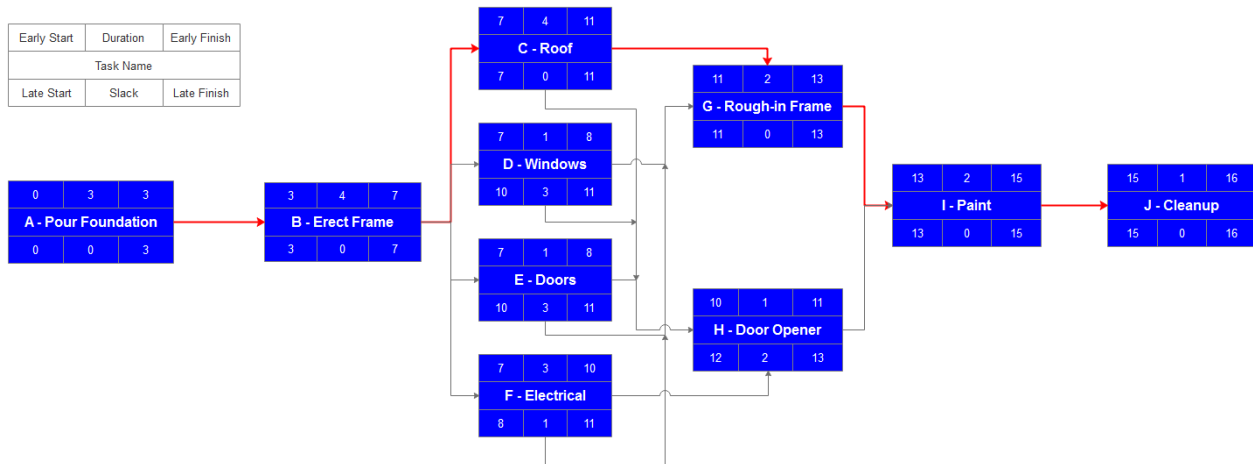 Early Start Duration Early Finish
Task Name
Late Start Slack Late Finish
0 3 3
A - Pour Foundation
0 0 3
3 4 7
B - Erect Frame
3 0 7
7 4 11
C - Roof
7 0 11
7 1 8
D - Windows
10 3 11
7 1 8
E - Doors
10 3 11
7 3 10
F - Electrical
8 1 11
11 2 13
G - Rough-in Frame
11 0 13
10 1 11
H - Door Opener
12 2 13
13 2 15
I - Paint
13 0 15
15 1 16
J - Cleanup
15 0 16